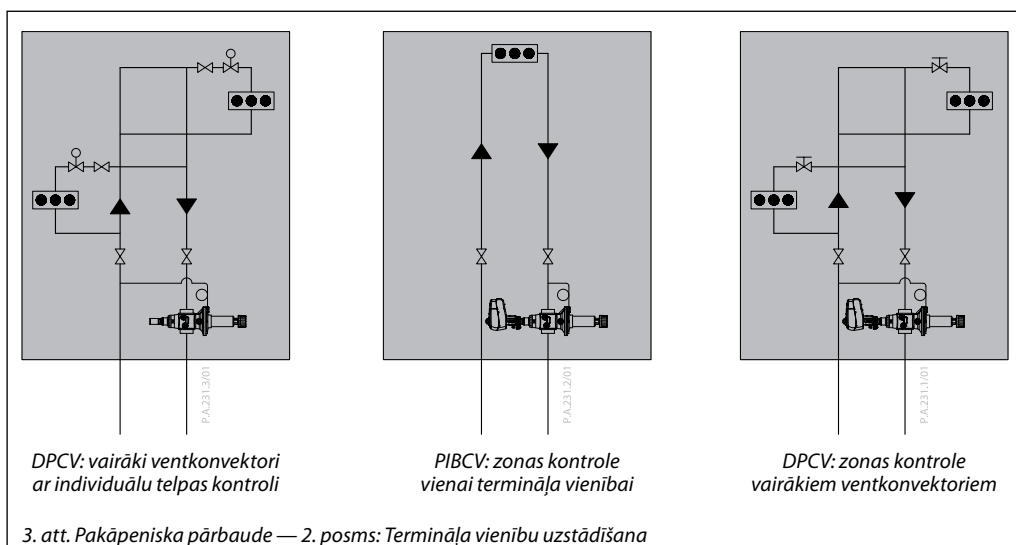 P.A.231.3/01
P.A.231.2/01
P.A.231.1/01
DPCV: vairāki ventkonvektori
ar individuālu telpas kontroli
PIBCV: zonas kontrole
vienai termināļa vienībai
DPCV: zonas kontrole
vairākiem ventkonvektoriem
3. att. Pakāpeniska pārbaude — 2. posms: Termināļa vienību uzstādīšana